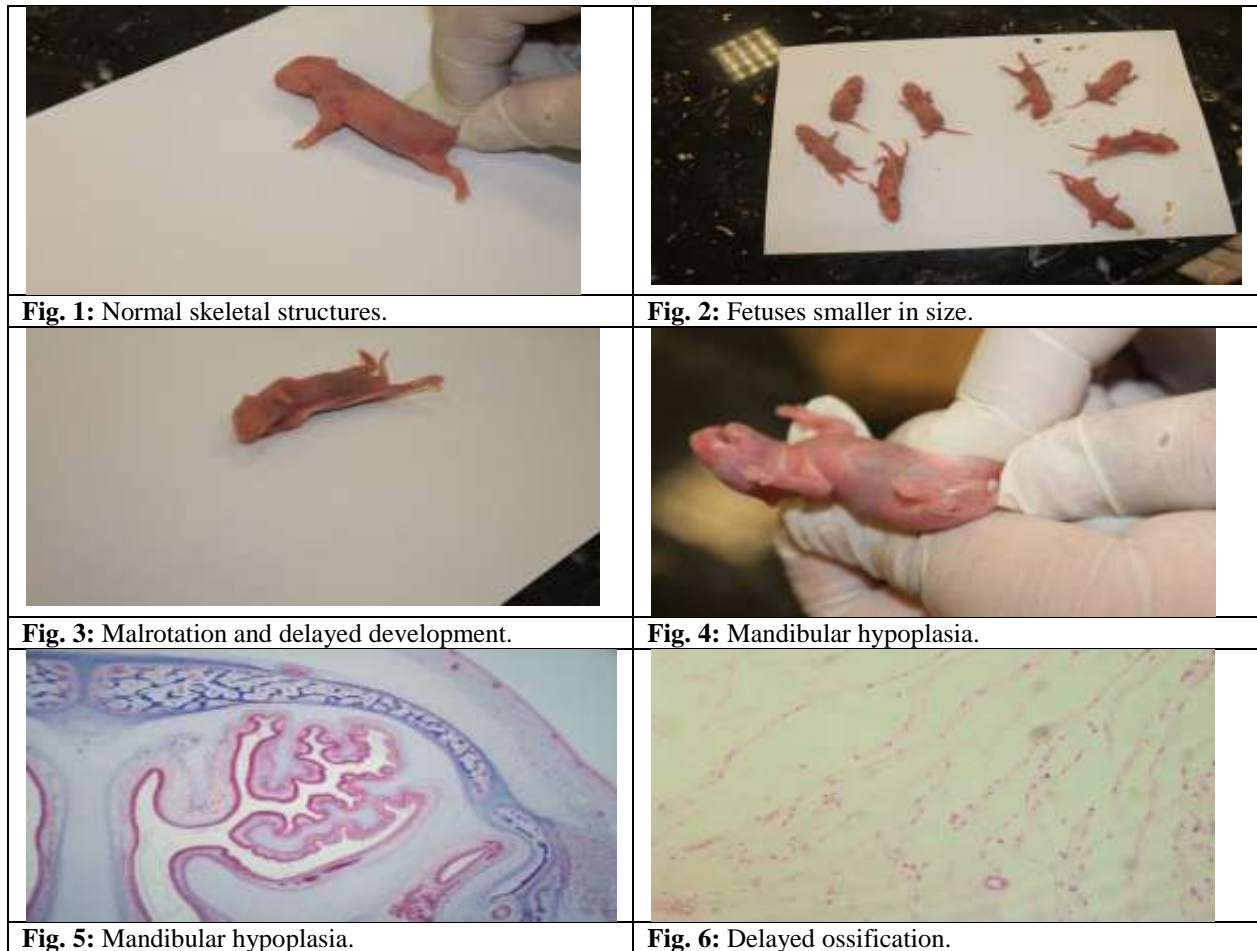 Fig. 1: Normal skeletal structures.
Fig. 2: Fetuses smaller in size.
Fig. 3: Malrotation and delayed development.
Fig. 4: Mandibular hypoplasia.
Fig. 5: Mandibular hypoplasia.
Fig. 6: Delayed ossification.